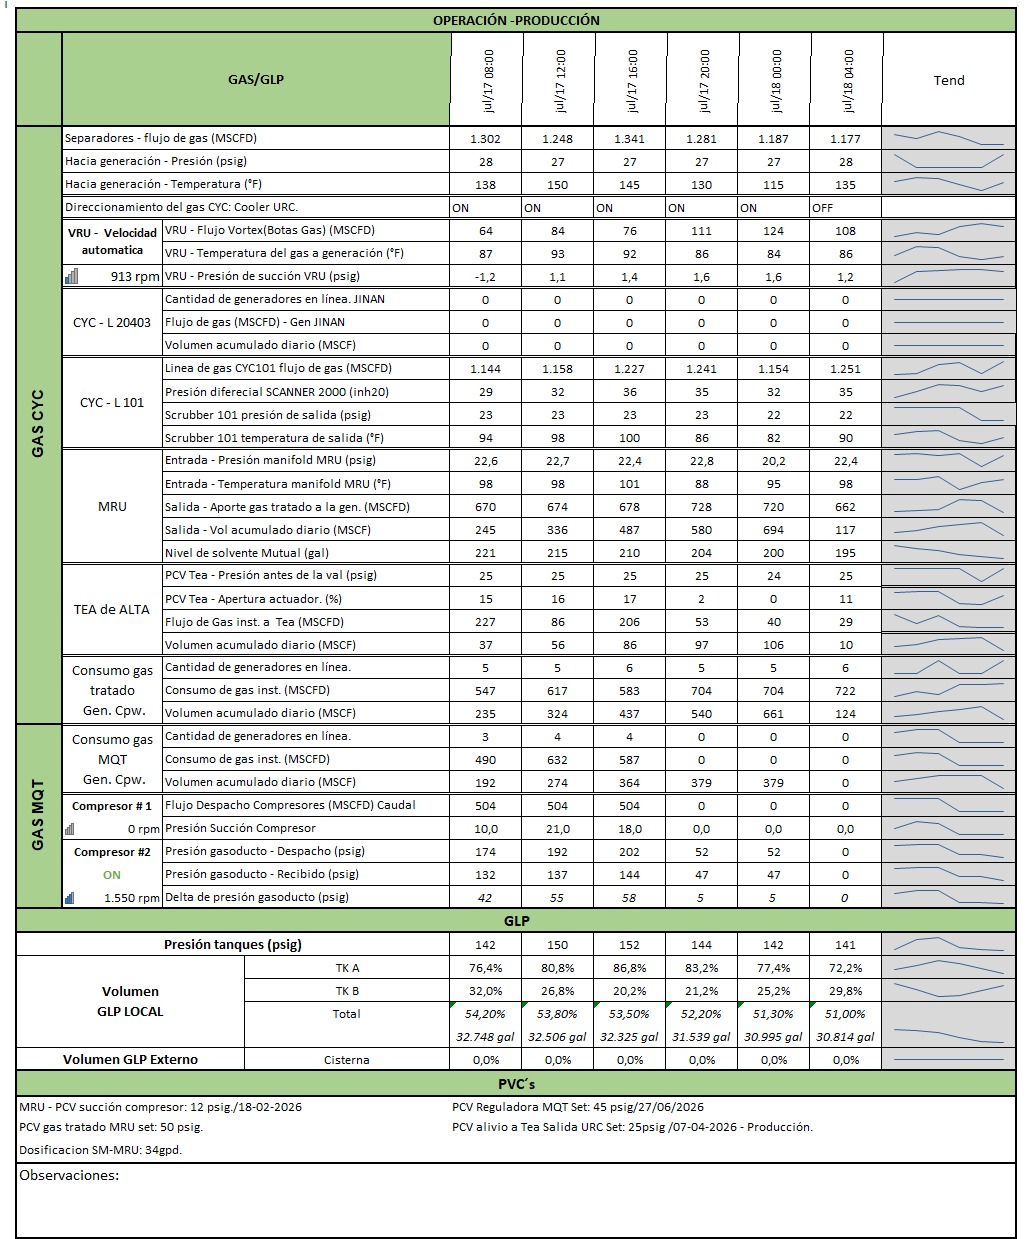 OPERACIÓN -PRODUCCIÓN
GAS/GLP jul/17 08:00 jul/17 12:00 jul/17 16:00 jul/17 20:00 jul/18 00:00 jul/18 04:00 Tend
GAS CYC
Separadores - flujo de gas (MSCFD) 1.302 1.248 1.341 1.281 1.187 1.177
Hacia generación - Presión (psig) 28 27 27 27 27 28
Hacia generación - Temperatura (°F) 138 150 145 130 115 135
Direccionamiento del gas CYC: Cooler URC. ON ON ON ON ON OFF
VRU - Velocidad automatica
913 rpm
VRU - Flujo Vortex(Botas Gas) (MSCFD) 64 84 76 111 124 108
VRU - Temperatura del gas a generación (°F) 87 93 92 86 84 86
VRU - Presión de succión VRU (psig) -1,2 1,1 1,4 1,6 1,6 1,2
CYC - L 20403
Cantidad de generadores en línea. JINAN 0 0 0 0 0 0
Flujo de gas (MSCFD) - Gen JINAN 0 0 0 0 0 0
Volumen acumulado diario (MSCF) 0 0 0 0 0 0
CYC - L 101
Linea de gas CYC101 flujo de gas (MSCFD) 1.144 1.158 1.227 1.241 1.154 1.251
Presión diferecial SCANNER 2000 (inh20) 29 32 36 35 32 35
Scrubber 101 presión de salida (psig) 23 23 23 23 22 22
Scrubber 101 temperatura de salida (°F) 94 98 100 86 82 90
MRU
Entrada - Presión manifold MRU (psig) 22,6 22,7 22,4 22,8 20,2 22,4
Entrada - Temperatura manifold MRU (°F) 98 98 101 88 95 98
Salida - Aporte gas tratado a la gen. (MSCFD) 670 674 678 728 720 662
Salida - Vol acumulado diario (MSCF) 245 336 487 580 694 117
Nivel de solvente Mutual (gal) 221 215 210 204 200 195
TEA de ALTA
PCV Tea - Presión antes de la val (psig) 25 25 25 25 24 25
PCV Tea - Apertura actuador. (%) 15 16 17 2 0 11
Flujo de Gas inst. a Tea (MSCFD) 227 86 206 53 40 29
Volumen acumulado diario (MSCF) 37 56 86 97 106 10
Consumo gas tratado Gen. Cpw.
Cantidad de generadores en línea. 5 5 6 5 5 6
Consumo de gas inst. (MSCFD) 547 617 583 704 704 722
Volumen acumulado diario (MSCF) 235 324 437 540 661 124
GAS MQT
Consumo gas MQT Gen. Cpw.
Cantidad de generadores en línea. 3 4 4 0 0 0
Consumo de gas inst. (MSCFD) 490 632 587 0 0 0
Volumen acumulado diario (MSCF) 192 274 364 379 379 0
Compresor # 1
0 rpm
Flujo Despacho Compresores (MSCFD) Caudal 504 504 504 0 0 0
Presión Succión Compresor 10,0 21,0 18,0 0,0 0,0 0,0
Compresor #2
ON
1.550 rpm
Presión gasoducto - Despacho (psig) 174 192 202 52 52 0
Presión gasoducto - Recibido (psig) 132 137 144 47 47 0
Delta de presión gasoducto (psig) 42 55 58 5 5 0
GLP
Presión tanques (psig) 142 150 152 144 142 141
Volumen GLP LOCAL
TK A 76,4% 80,8% 86,8% 83,2% 77,4% 72,2%
TK B 32,0% 26,8% 20,2% 21,2% 25,2% 29,8%
Total 54,20% 53,80% 53,50% 52,20% 51,30% 51,00%
32.748 gal 32.506 gal 32.325 gal 31.539 gal 30.995 gal 30.814 gal
Volumen GLP Externo Cisterna 0,0% 0,0% 0,0% 0,0% 0,0% 0,0%
PVC´s
MRU - PCV succión compresor: 12 psig./18-02-2026 PCV Reguladora MQT Set: 45 psig/27/06/2026
PCV gas tratado MRU set: 50 psig. PCV alivio a Tea Salida URC Set: 25psig /07-04-2026 - Producción.
Dosificacion SM-MRU: 34gpd.
Observaciones: